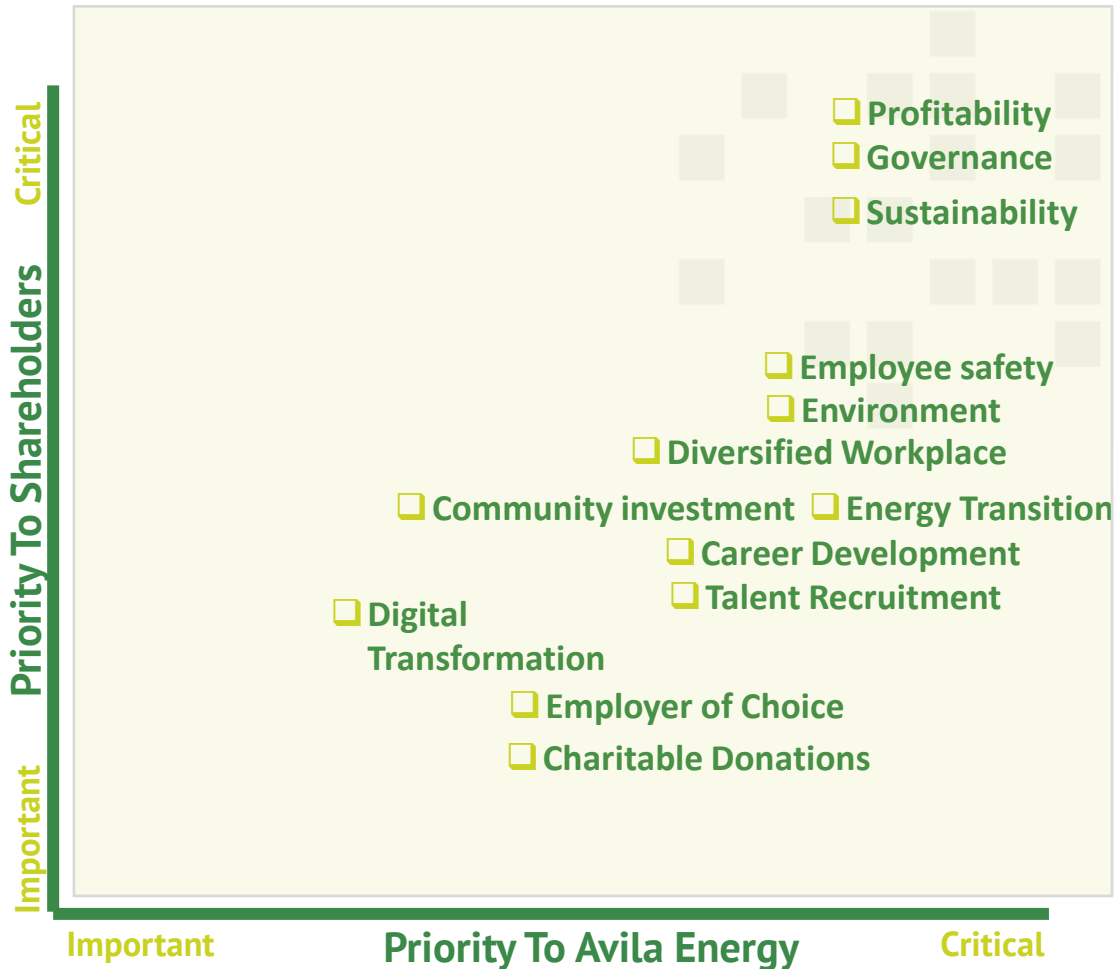 Critical
Priority To Shareholders
Important
Profitability
Governance
Sustainability
Employee safety
Environment
Diversified Workplace
Community investment
Energy Transition
Career Development
Talent Recruitment
Digital
Transformation
Employer of Choice
Charitable Donations
Important
Priority To Avila Energy
Critical